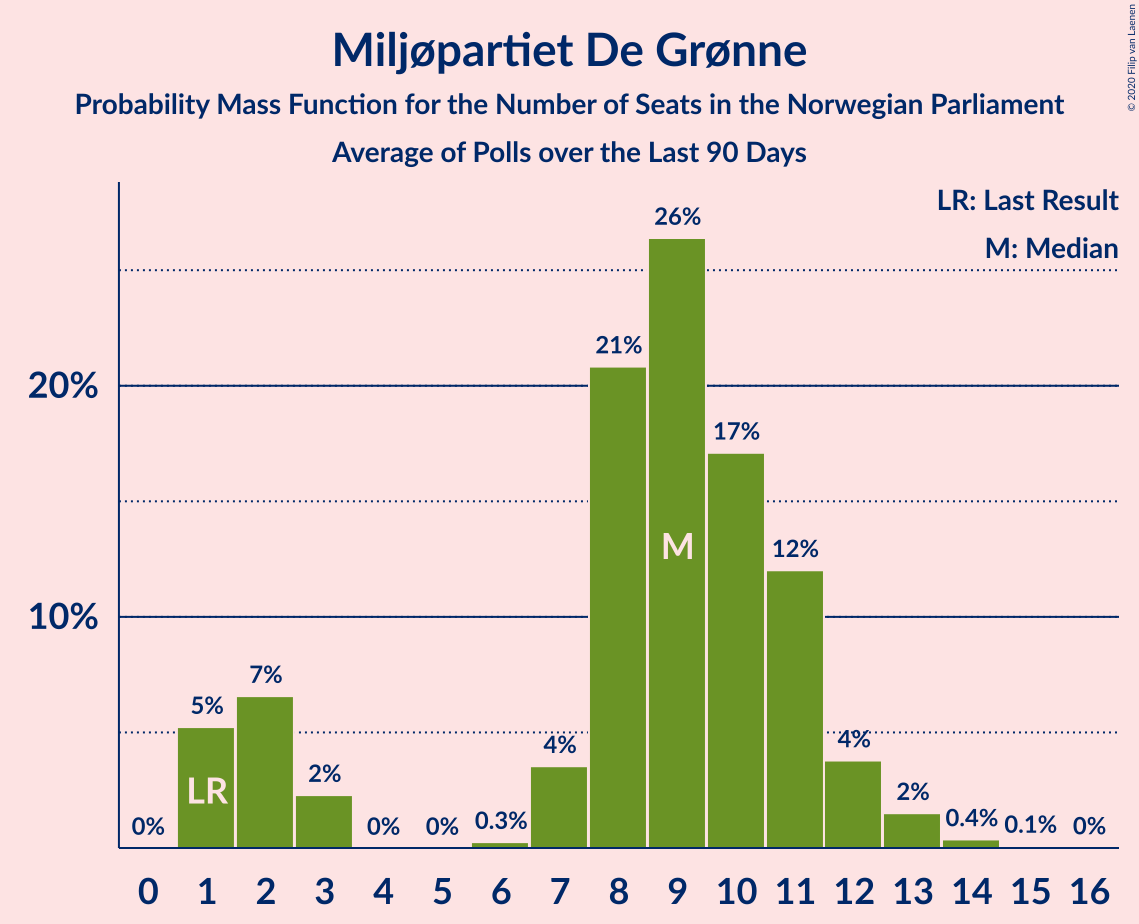 Miljøpartiet De Grønne
Probability Mass Function for the Number of Seats in the Norwegian Parliament
Average of Polls over the Last 90 Days
© 2020 Filip van Laenen
LR: Last Result
M: Median
20%
10%
0%
5%
7%
2%
0%
0%
0.3%
4%
21%
26%
17%
12%
4%
2%
0.4%
0.1%
0%
LR
M
0 1 2 3 4 5 6 7 8 9 10 11 12 13 14 15 16